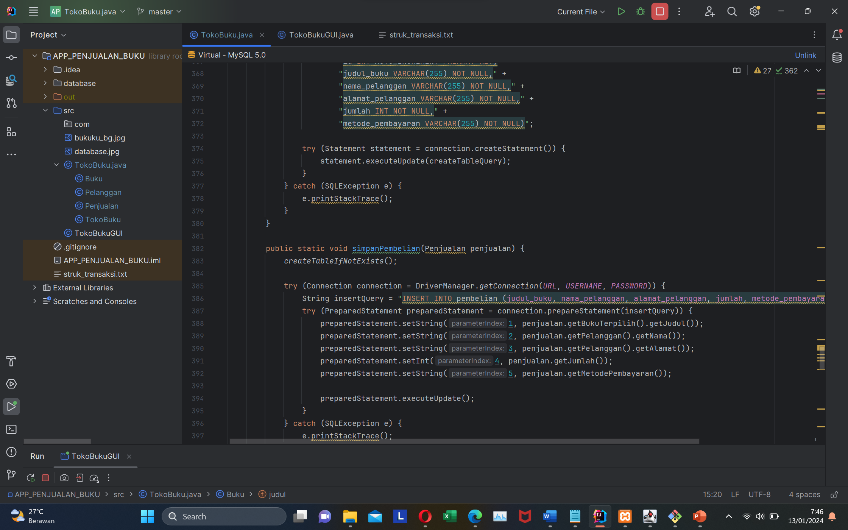 AP TokoBuku.java master Current File
Project
TokoBuku.java TokoBukuGUI.java struk_transaksi.txt
Virtual - MySQL 5.0 Unlink
APP_PENJUALAN_BUKU library root
.idea
database
out
src
com
bukuku_bg.jpg
database.jpg
TokoBuku.java
Buku
Pelanggan
Penjualan
TokoBuku
TokoBukuGUI
.gitignore
APP_PENJUALAN_BUKU.iml
struk_transaksi.txt
External Libraries
Scratches and Consoles
27 362
368 "judul_buku VARCHAR(255) NOT NULL," +
369 "nama_pelanggan VARCHAR(255) NOT NULL," +
370 "alamat_pelanggan VARCHAR(255) NOT NULL," +
371 "jumlah INT NOT NULL," +
372 "metode_pembayaran VARCHAR(255) NOT NULL)";
373
374 try (Statement statement = connection.createStatement()) {
375 statement.executeUpdate(createTableQuery);
376 }
377 } catch (SQLException e) {
378 e.printStackTrace();
379 }
380 }
381
382 public static void simpanPembelian(Penjualan penjualan) {
383 createTableIfNotExists();
384
385 try (Connection connection = DriverManager.getConnection(URL, USERNAME, PASSWORD)) {
386 String insertQuery = "INSERT INTO pembelian (judul_buku, nama_pelanggan, alamat_pelanggan, jumlah, metode_pembayara
387 try (PreparedStatement preparedStatement = connection.prepareStatement(insertQuery)) {
388 preparedStatement.setString( parameterIndex: 1, penjualan.getBukuTerpilih().getJudul());
389 preparedStatement.setString( parameterIndex: 2, penjualan.getPelanggan().getNama());
390 preparedStatement.setString( parameterIndex: 3, penjualan.getPelanggan().getAlamat());
391 preparedStatement.setInt( parameterIndex: 4, penjualan.getJumlah());
392 preparedStatement.setString( parameterIndex: 5, penjualan.getMetodePembayaran());
393
394 preparedStatement.executeUpdate();
395 }
396 } catch (SQLException e) {
397 e.printStackTrace();
Run TokoBukuGUI
APP_PENJUALAN_BUKU > src > TokoBuku.java > Buku > judul 15:20 LF UTF-8 4 spaces
27°C
Berawan
Search
7:46
13/01/2024